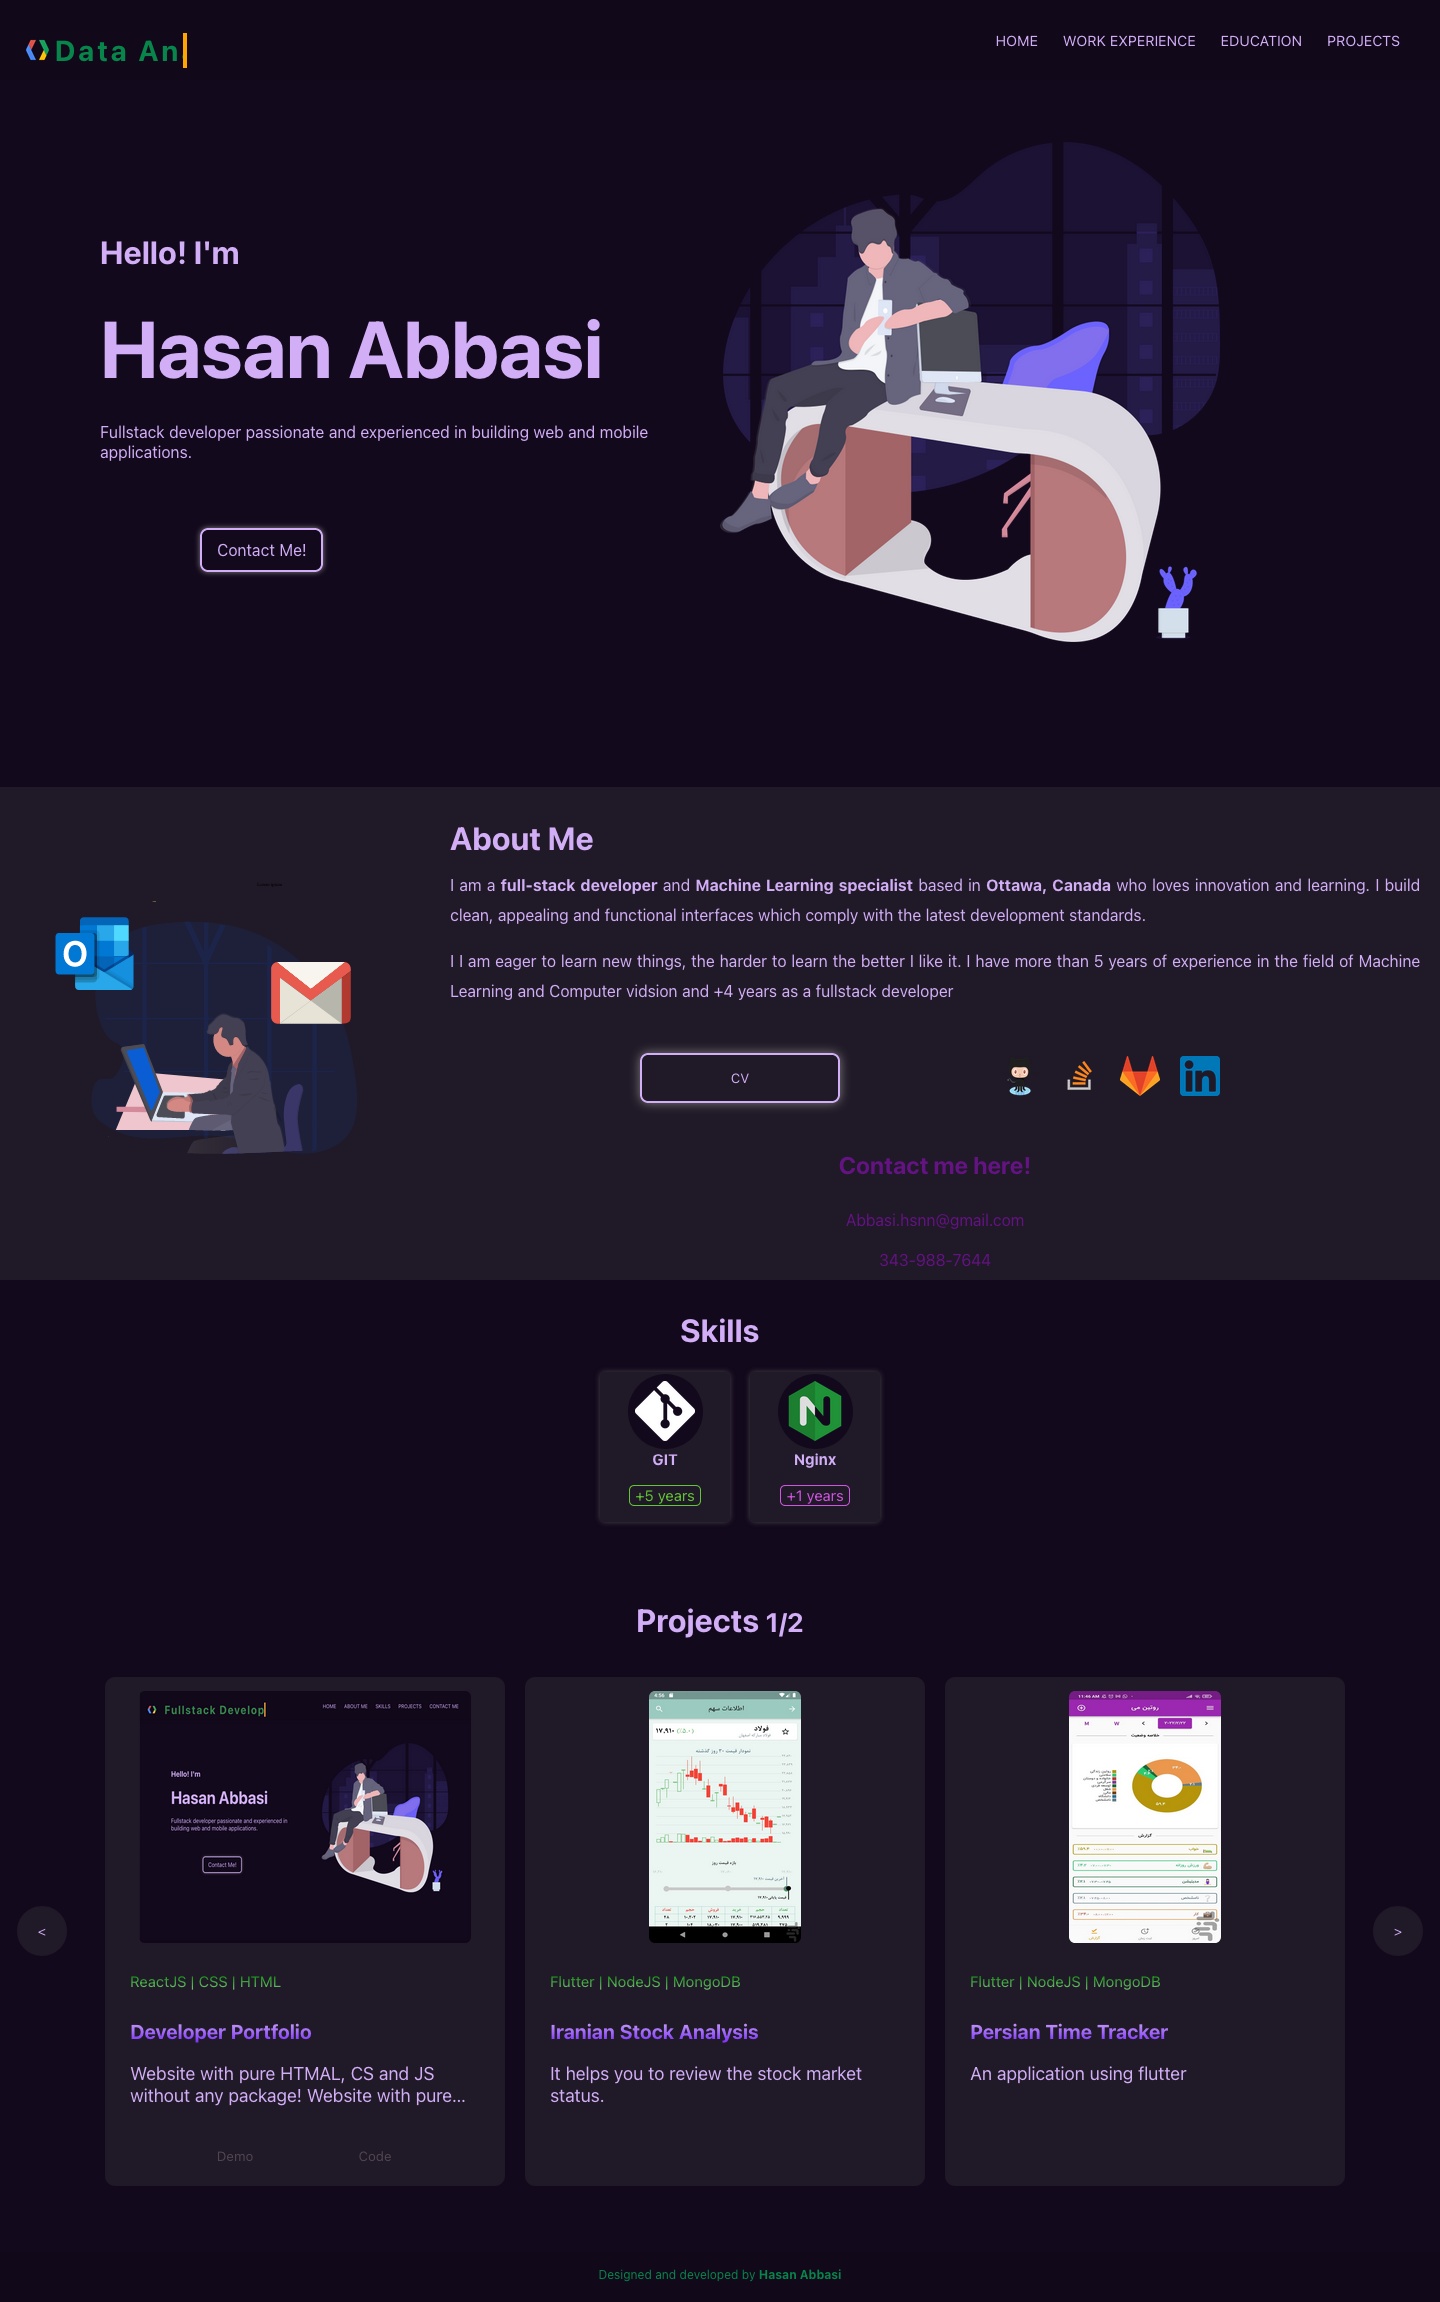 Data An
HOME WORK EXPERIENCE EDUCATION PROJECTS
Hello! I'm
Hasan Abbasi
Fullstack developer passionate and experienced in building web and mobile
applications.
Contact Me!
About Me
I am a full-stack developer and Machine Learning specialist based in Ottawa, Canada who loves innovation and learning. I build
clean, appealing and functional interfaces which comply with the latest development standards.
I I am eager to learn new things, the harder to learn the better I like it. I have more than 5 years of experience in the field of Machine
Learning and Computer vidsion and +4 years as a fullstack developer
CV
Contact me here!
Abbasi.hsnn@gmail.com
343-988-7644
Skills
GIT
+5 years
Nginx
+1 years
Projects 1/2
Fullstack Develop
HOME ABOUT ME SKILLS PROJECTS CONTACT ME
Hello! I'm
Hasan Abbasi
Fullstack developer passionate and experienced in
building web and mobile applications.
Contact Me!
ReactJS | CSS | HTML
Developer Portfolio
Website with pure HTMAL, CS and JS
without any package! Website with pure...
Demo Code
اطلاعات سهم
فولاد
Flutter | NodeJS | MongoDB
Iranian Stock Analysis
It helps you to review the stock market
status.
11:46 AM
روتین می
M W
خلاصه وضعیت
گزارش
Flutter | NodeJS | MongoDB
Persian Time Tracker
An application using flutter
<
>
Designed and developed by Hasan Abbasi